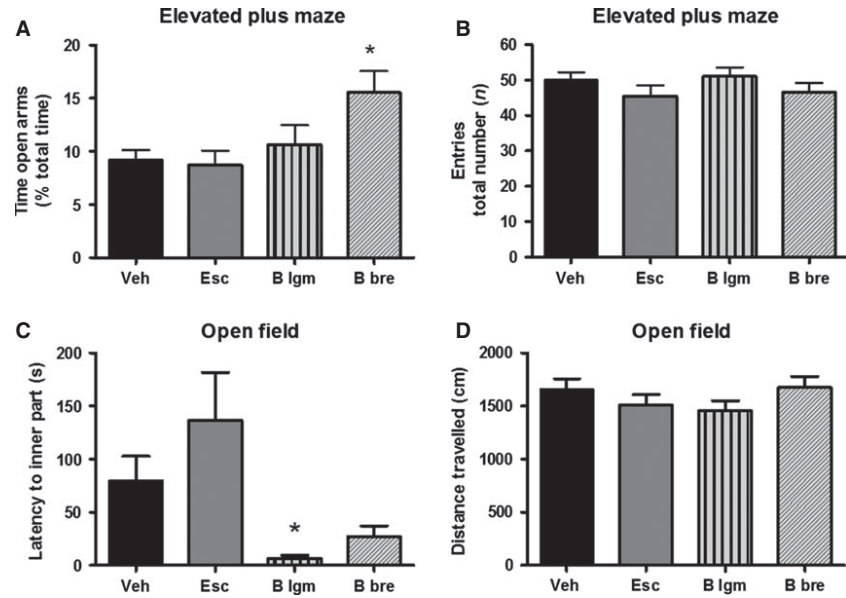 A
Elevated plus maze
Time open arms
(% total time)
20
15
10
5
0
*
Veh Esc B lgm B bre
B
Elevated plus maze
Entries
total number (n)
60
50
40
30
20
10
0
Veh Esc B lgm B bre
C
Open field
Latency to inner part (s)
200
150
100
50
0
*
Veh Esc B lgm B bre
D
Open field
Distance travelled (cm)
2000
1500
1000
500
0
Veh Esc B lgm B bre